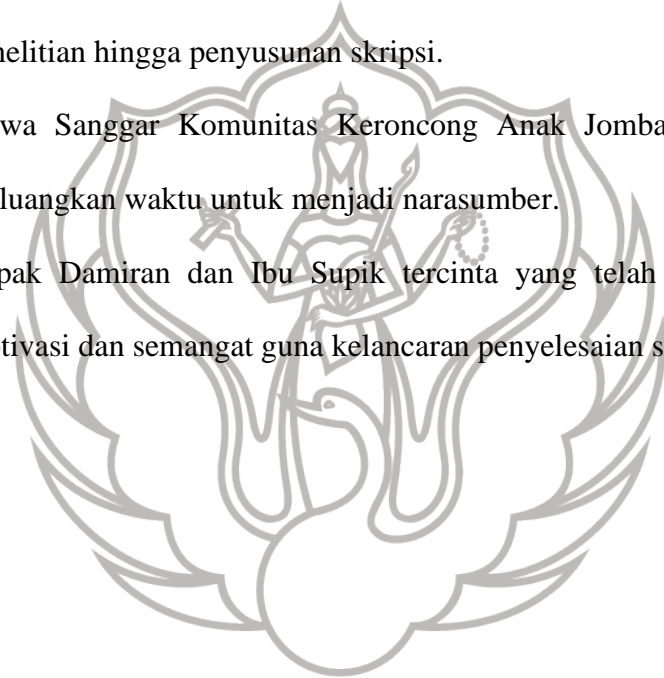 nelitian hingga penyusunan skripsi.
wa Sanggar Komunitas Keroncong Anak Jomba
luangkan waktu untuk menjadi narasumber.
pak Damiran dan Ibu Supik tercinta yang telah
tivasi dan semangat guna kelancaran penyelesaian s